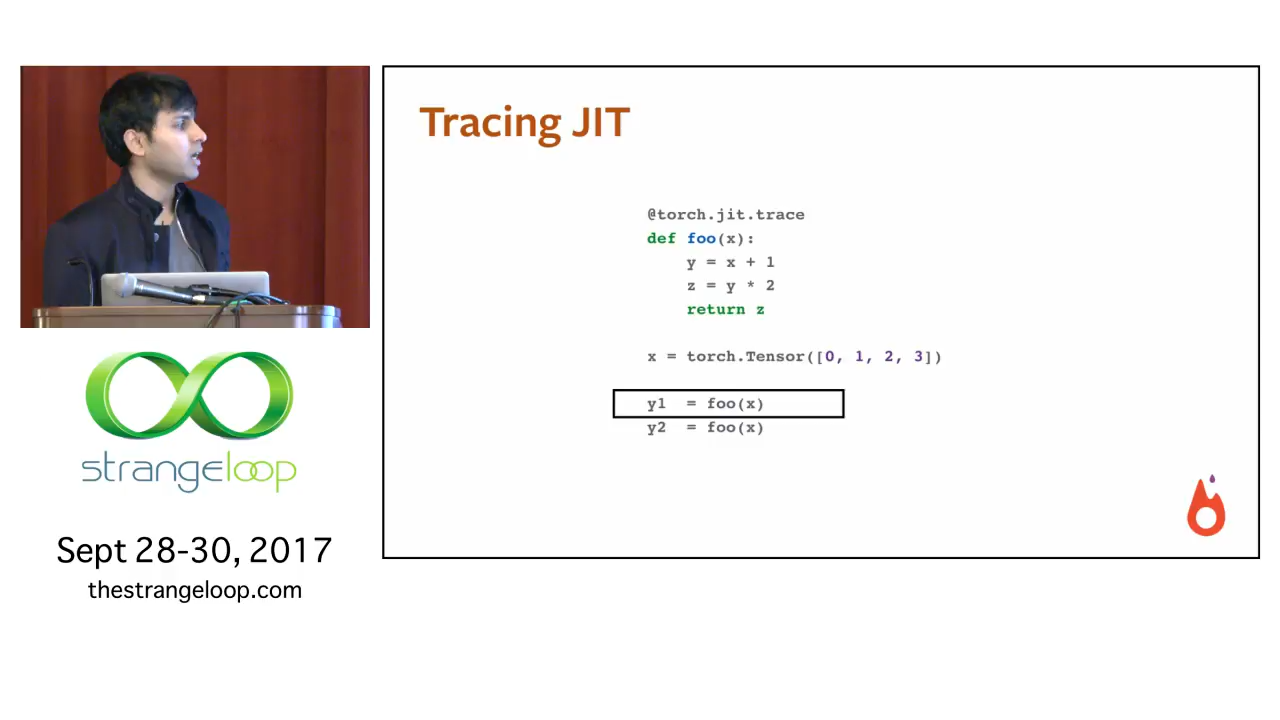 Tracing JIT
@torch.jit.trace
def foo(x):
    y = x + 1
    z = y * 2
    return z
x = torch.Tensor([0, 1, 2, 3])
y1  = foo(x)
y2  = foo(x)
strangeloop
Sept 28-30, 2017
thestrangeloop.com